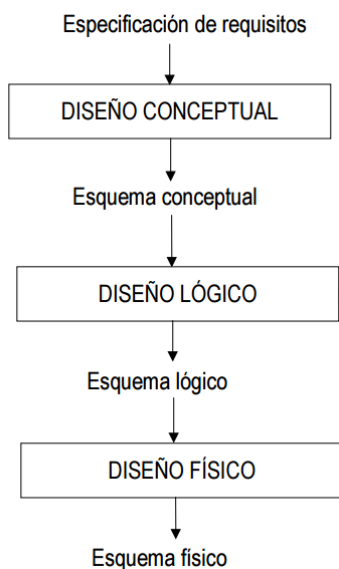 Especificación de requisitos
DISEÑO CONCEPTUAL
Esquema conceptual
DISEÑO LÓGICO
Esquema lógico
DISEÑO FÍSICO
Esquema físico